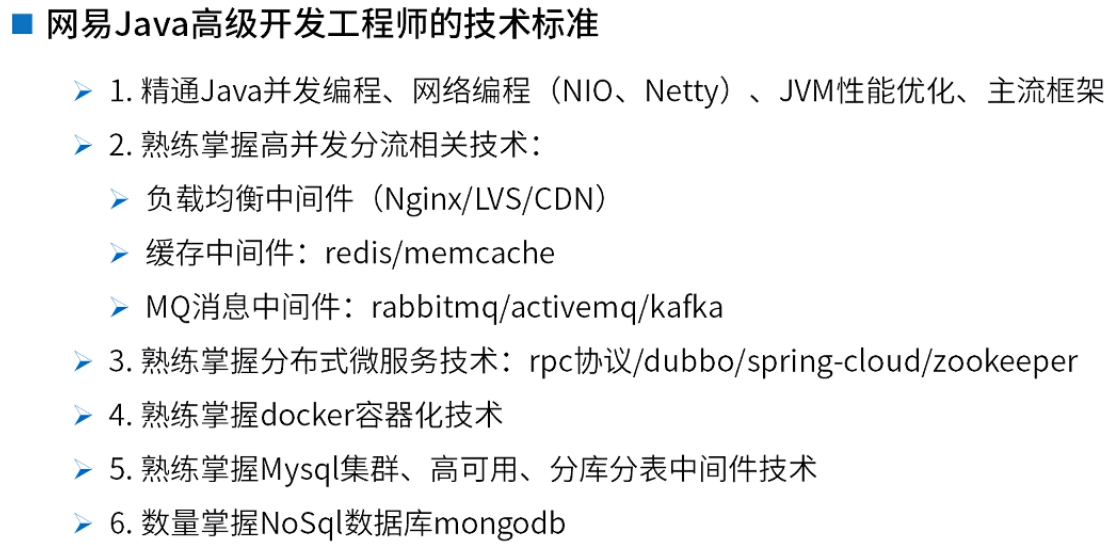 网易Java高级开发工程师的技术标准
1. 精通Java并发编程、网络编程（NIO、Netty）、JVM性能优化、主流框架
2. 熟练掌握高并发分流相关技术：
负载均衡中间件（Nginx/LVS/CDN）
缓存中间件：redis/memcache
MQ消息中间件：rabbitmq/activemq/kafka
3. 熟练掌握分布式微服务技术：rpc协议/dubbo/spring-cloud/zookeeper
4. 熟练掌握docker容器化技术
5. 熟练掌握Mysql集群、高可用、分库分表中间件技术
6. 数量掌握NoSql数据库mongodb